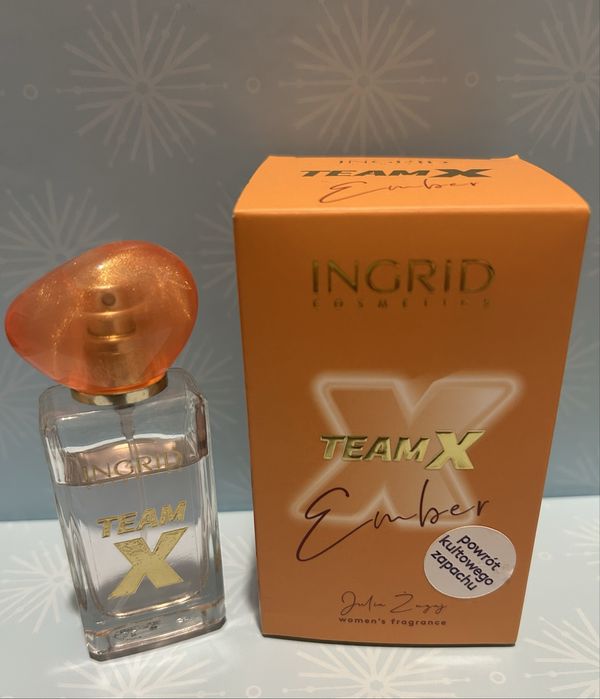 INGRID
TEAM X
Ember
INGRID
COSMETICS
TEAM X
Ember
powrót
kultowego
zapachu
Julia Żugaj
women's fragrance
INGRID
TEAM
X